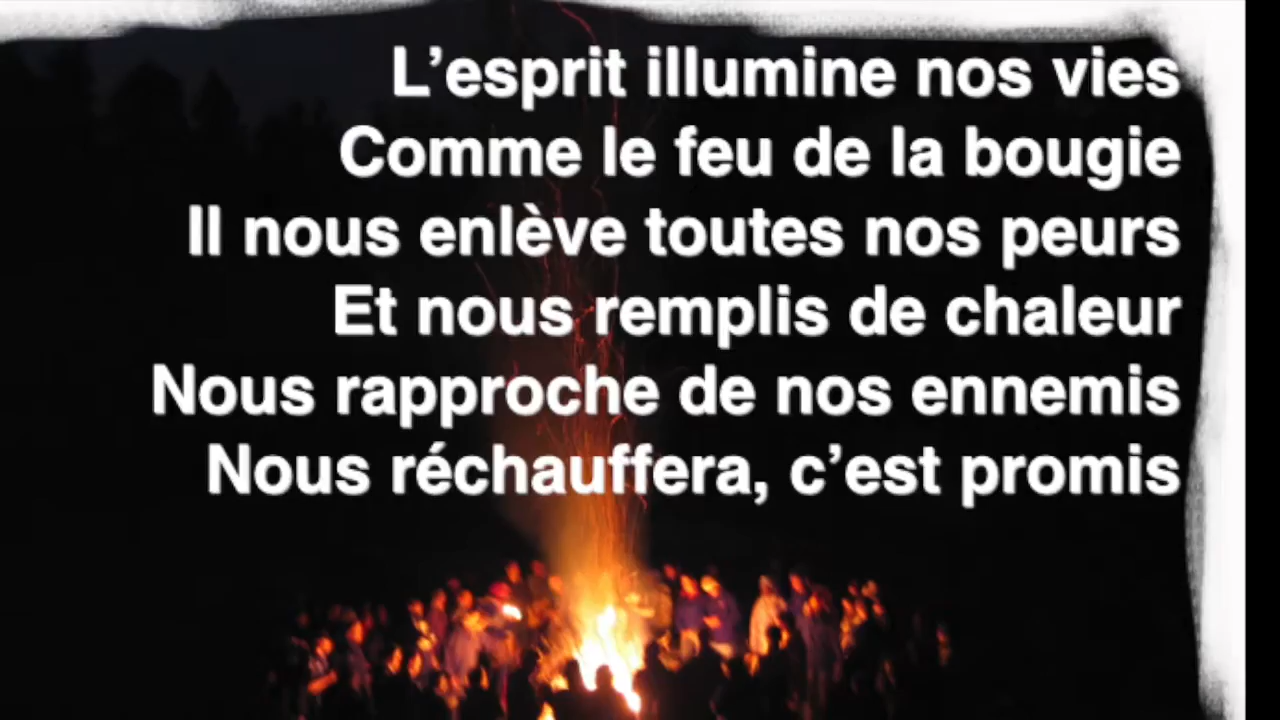 L’esprit illumine nos vies
Comme le feu de la bougie
Il nous enlève toutes nos peurs
Et nous remplis de chaleur
Nous rapproche de nos ennemis
Nous réchauffera, c’est promis